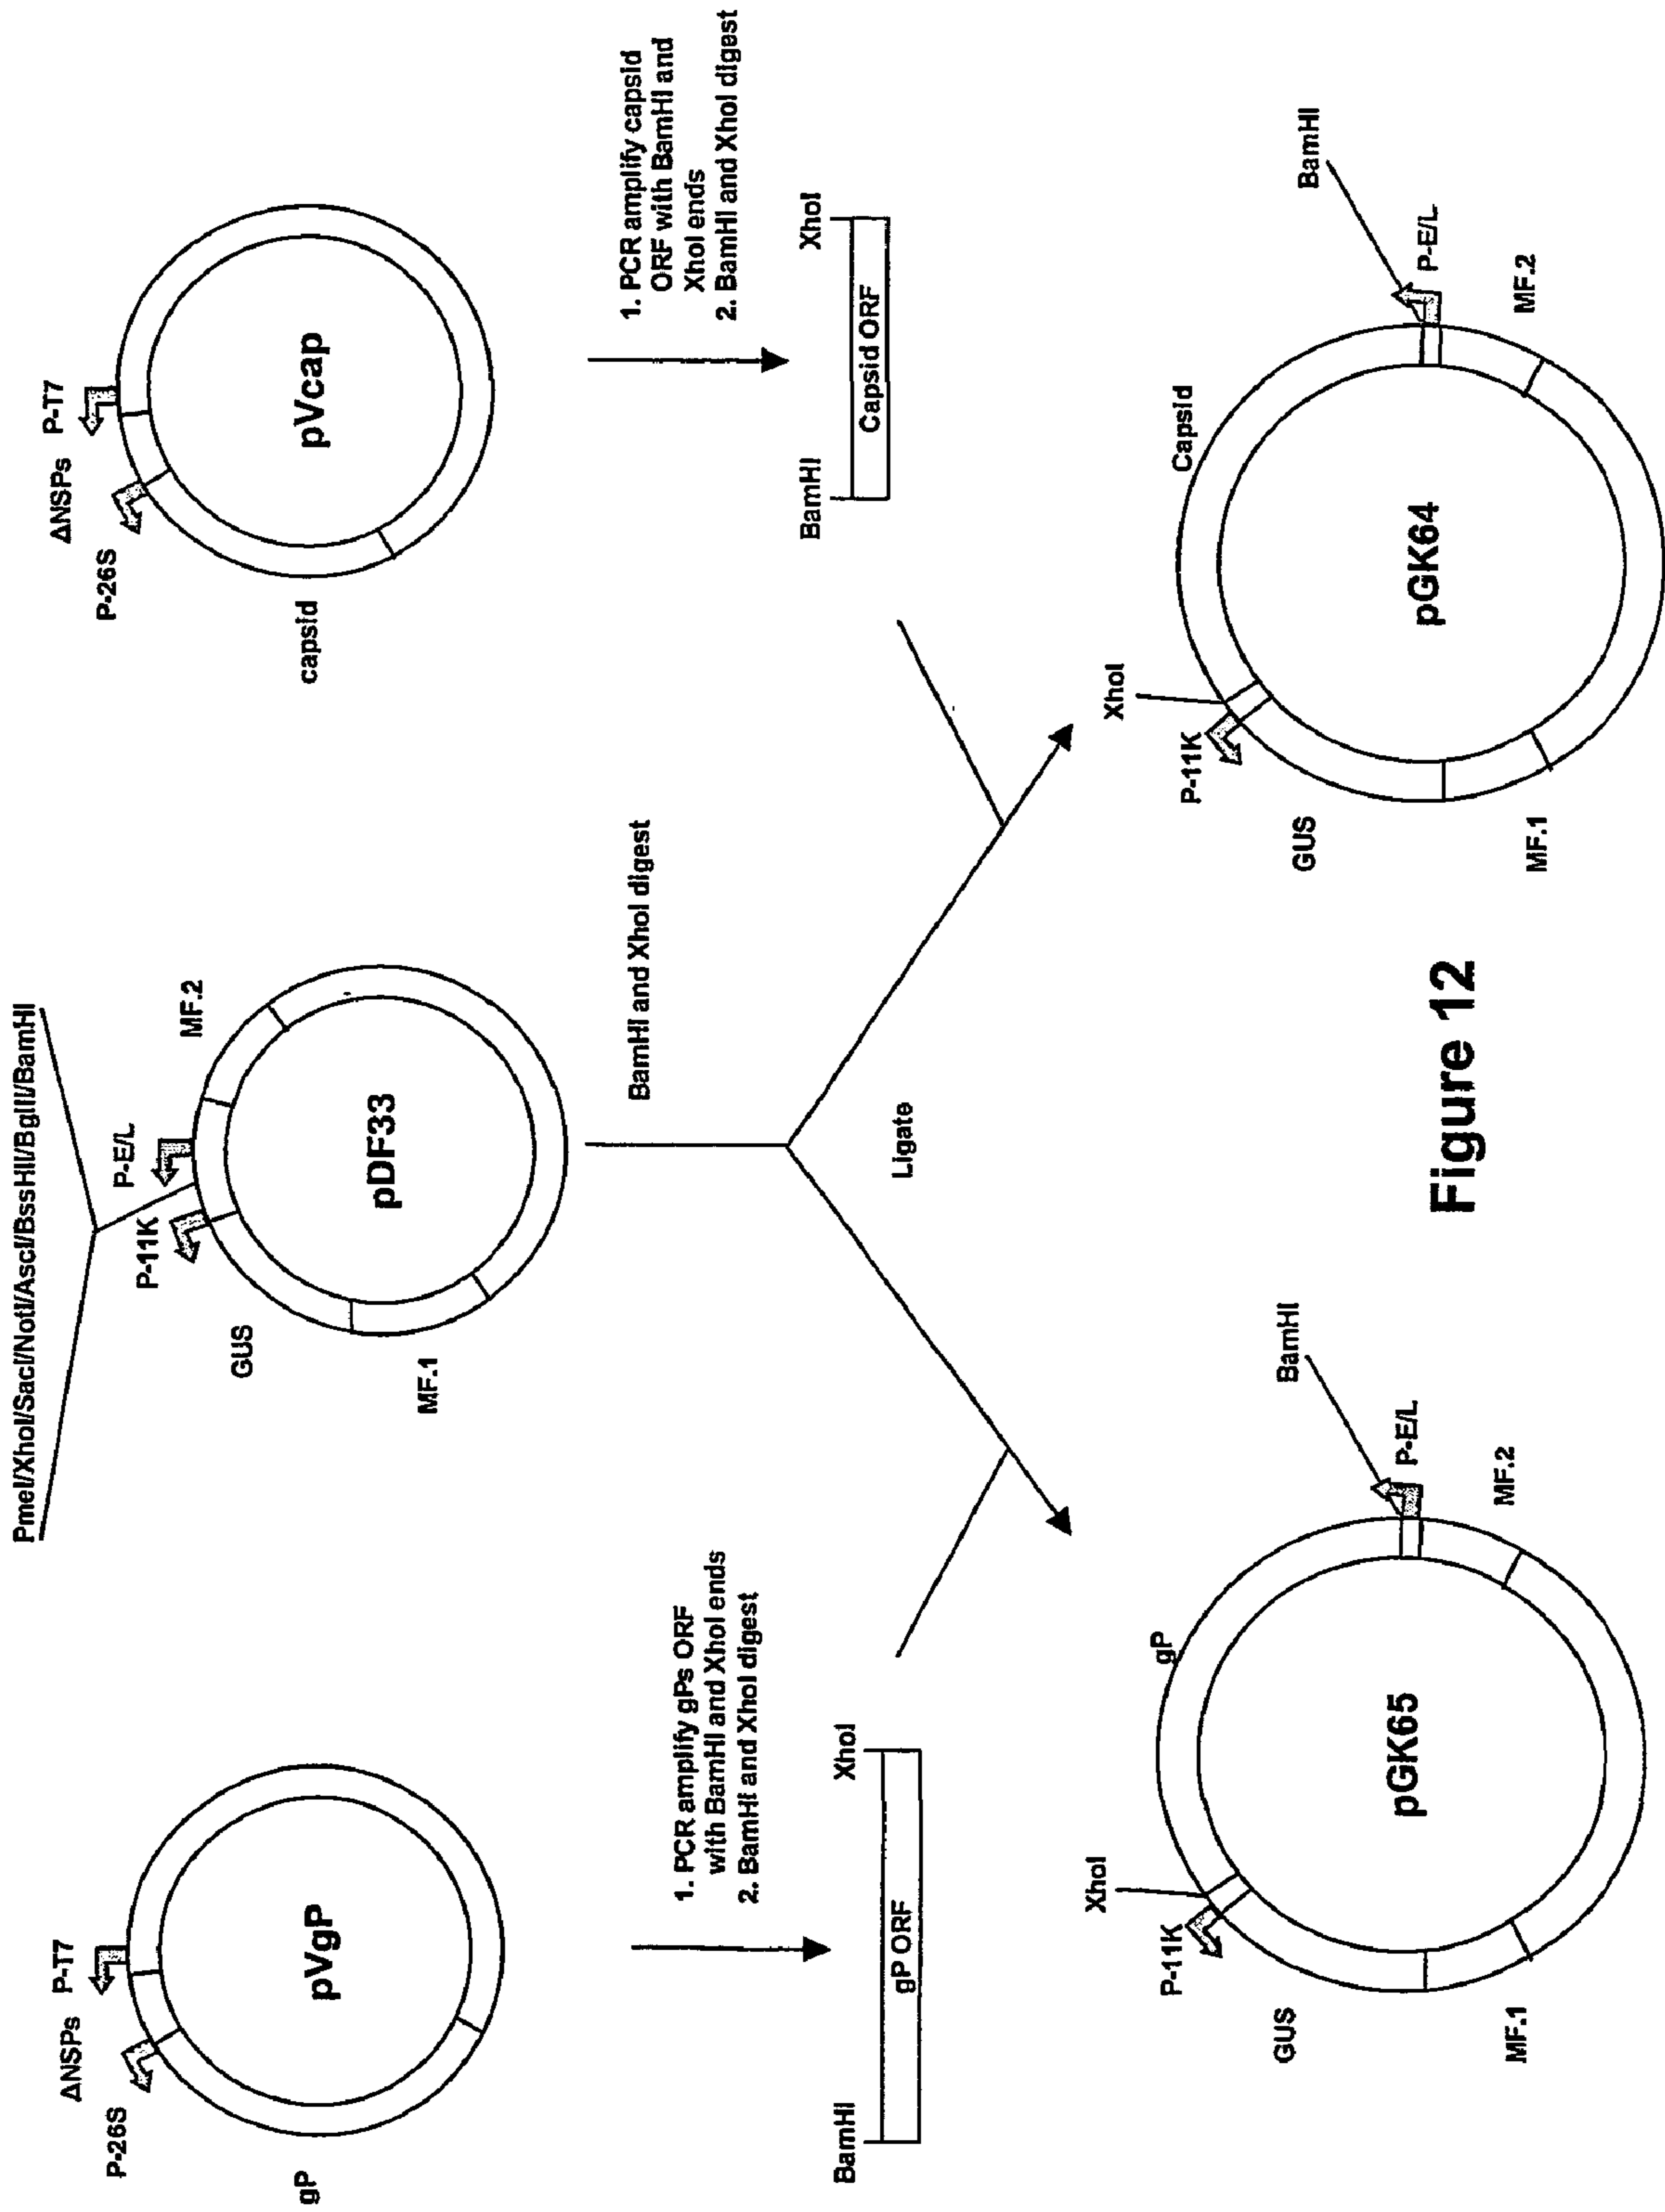 PmeI/XhoI/SacI/NotI/AscI/BssHII/BglII/BamHI
ΔNSPs
P-T7
P-26S
gP
pVgP
P-11K
P-E/L
MF.2
GUS
MF.1
pDF33
ΔNSPs
P-T7
P-26S
capsid
pVcap
1. PCR amplify gPs ORF
with BamHI and XhoI ends
2. BamHI and XhoI digest
BamHI and XhoI digest
1. PCR amplify capsid
ORF with BamHI and
XhoI ends
2. BamHI and XhoI digest
BamHI
XhoI
gP ORF
Ligate
BamHI
XhoI
Capsid ORF
XhoI
gP
BamHI
P-11K
P-E/L
GUS
MF.2
MF.1
pGK65
XhoI
Capsid
BamHI
P-11K
P-E/L
GUS
MF.2
MF.1
pGK64
Figure 12